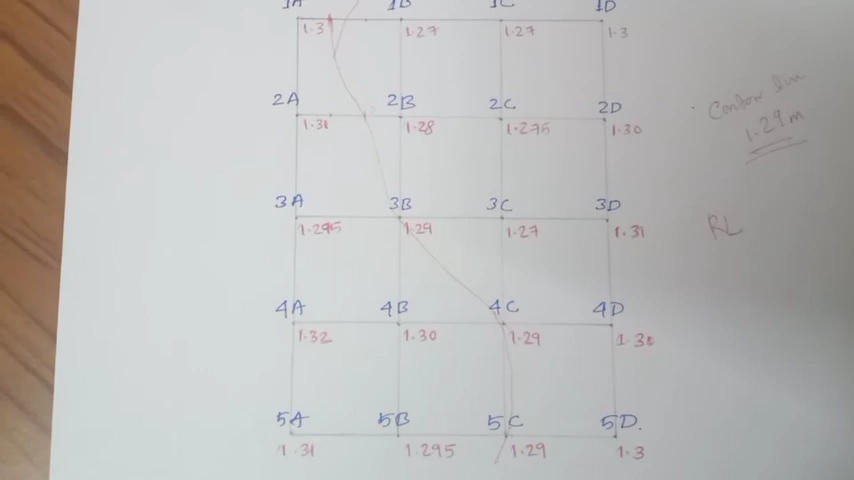 1A 1B 1C 1D
1.3 1.27 1.27 1.3
2A 2B 2C 2D
1.31 1.28 1.275 1.30
Contour line
1.29m
3A 3B 3C 3D
1.295 1.29 1.27 1.31
RL
4A 4B 4C 4D
1.32 1.30 1.29 1.30
5A 5B 5C 5D.
1.31 1.295 1.29 1.3